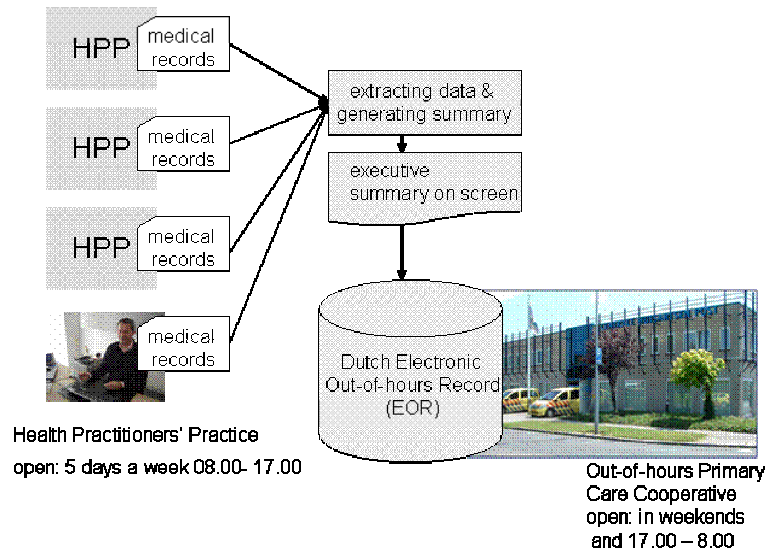 HPP
medical
records
HPP
medical
records
HPP
medical
records
medical
records
extracting data &
generating summary
executive
summary on screen
Dutch Electronic
Out-of-hours Record
(EOR)
Health Practitioners' Practice
open: 5 days a week 08.00- 17.00
Out-of-hours Primary
Care Cooperative
open: in weekends
and 17.00 – 8.00